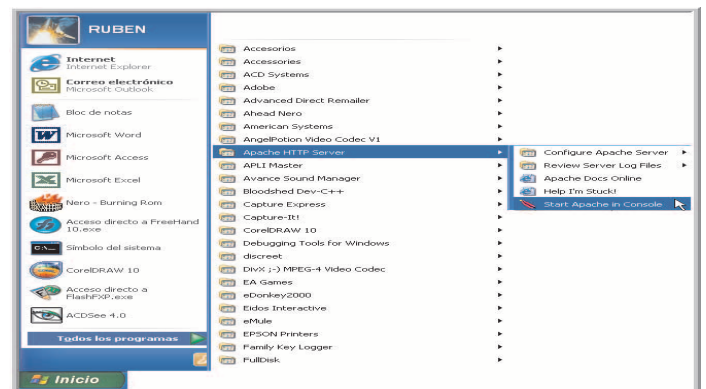 RUBEN
Internet
Internet Explorer
Correo electrónico
Microsoft Outlook
Bloc de notas
Microsoft Word
Microsoft Access
Microsoft Excel
Nero - Burning Rom
Acceso directo a FreeHand
10.exe
Símbolo del sistema
CorelDRAW 10
Acceso directo a
FlashFXP.exe
ACDSee 4.0
Todos los programas
Inicio
Accesorios
Accessories
ACD Systems
Adobe
Advanced Direct Remailer
Ahead Nero
American Systems
AngelPotion Video Codec V1
Apache HTTP Server
APLI Master
Avance Sound Manager
Bloodshed Dev-C++
Capture Express
Capture-It!
CorelDRAW 10
Debugging Tools for Windows
discreet
DivX ;-) MPEG-4 Video Codec
EA Games
eDonkey2000
Eidos Interactive
eMule
EPSON Printers
Family Key Logger
FullDisk
Configure Apache Server
Review Server Log Files
Apache Docs Online
Help I'm Stuck!
Start Apache in Console